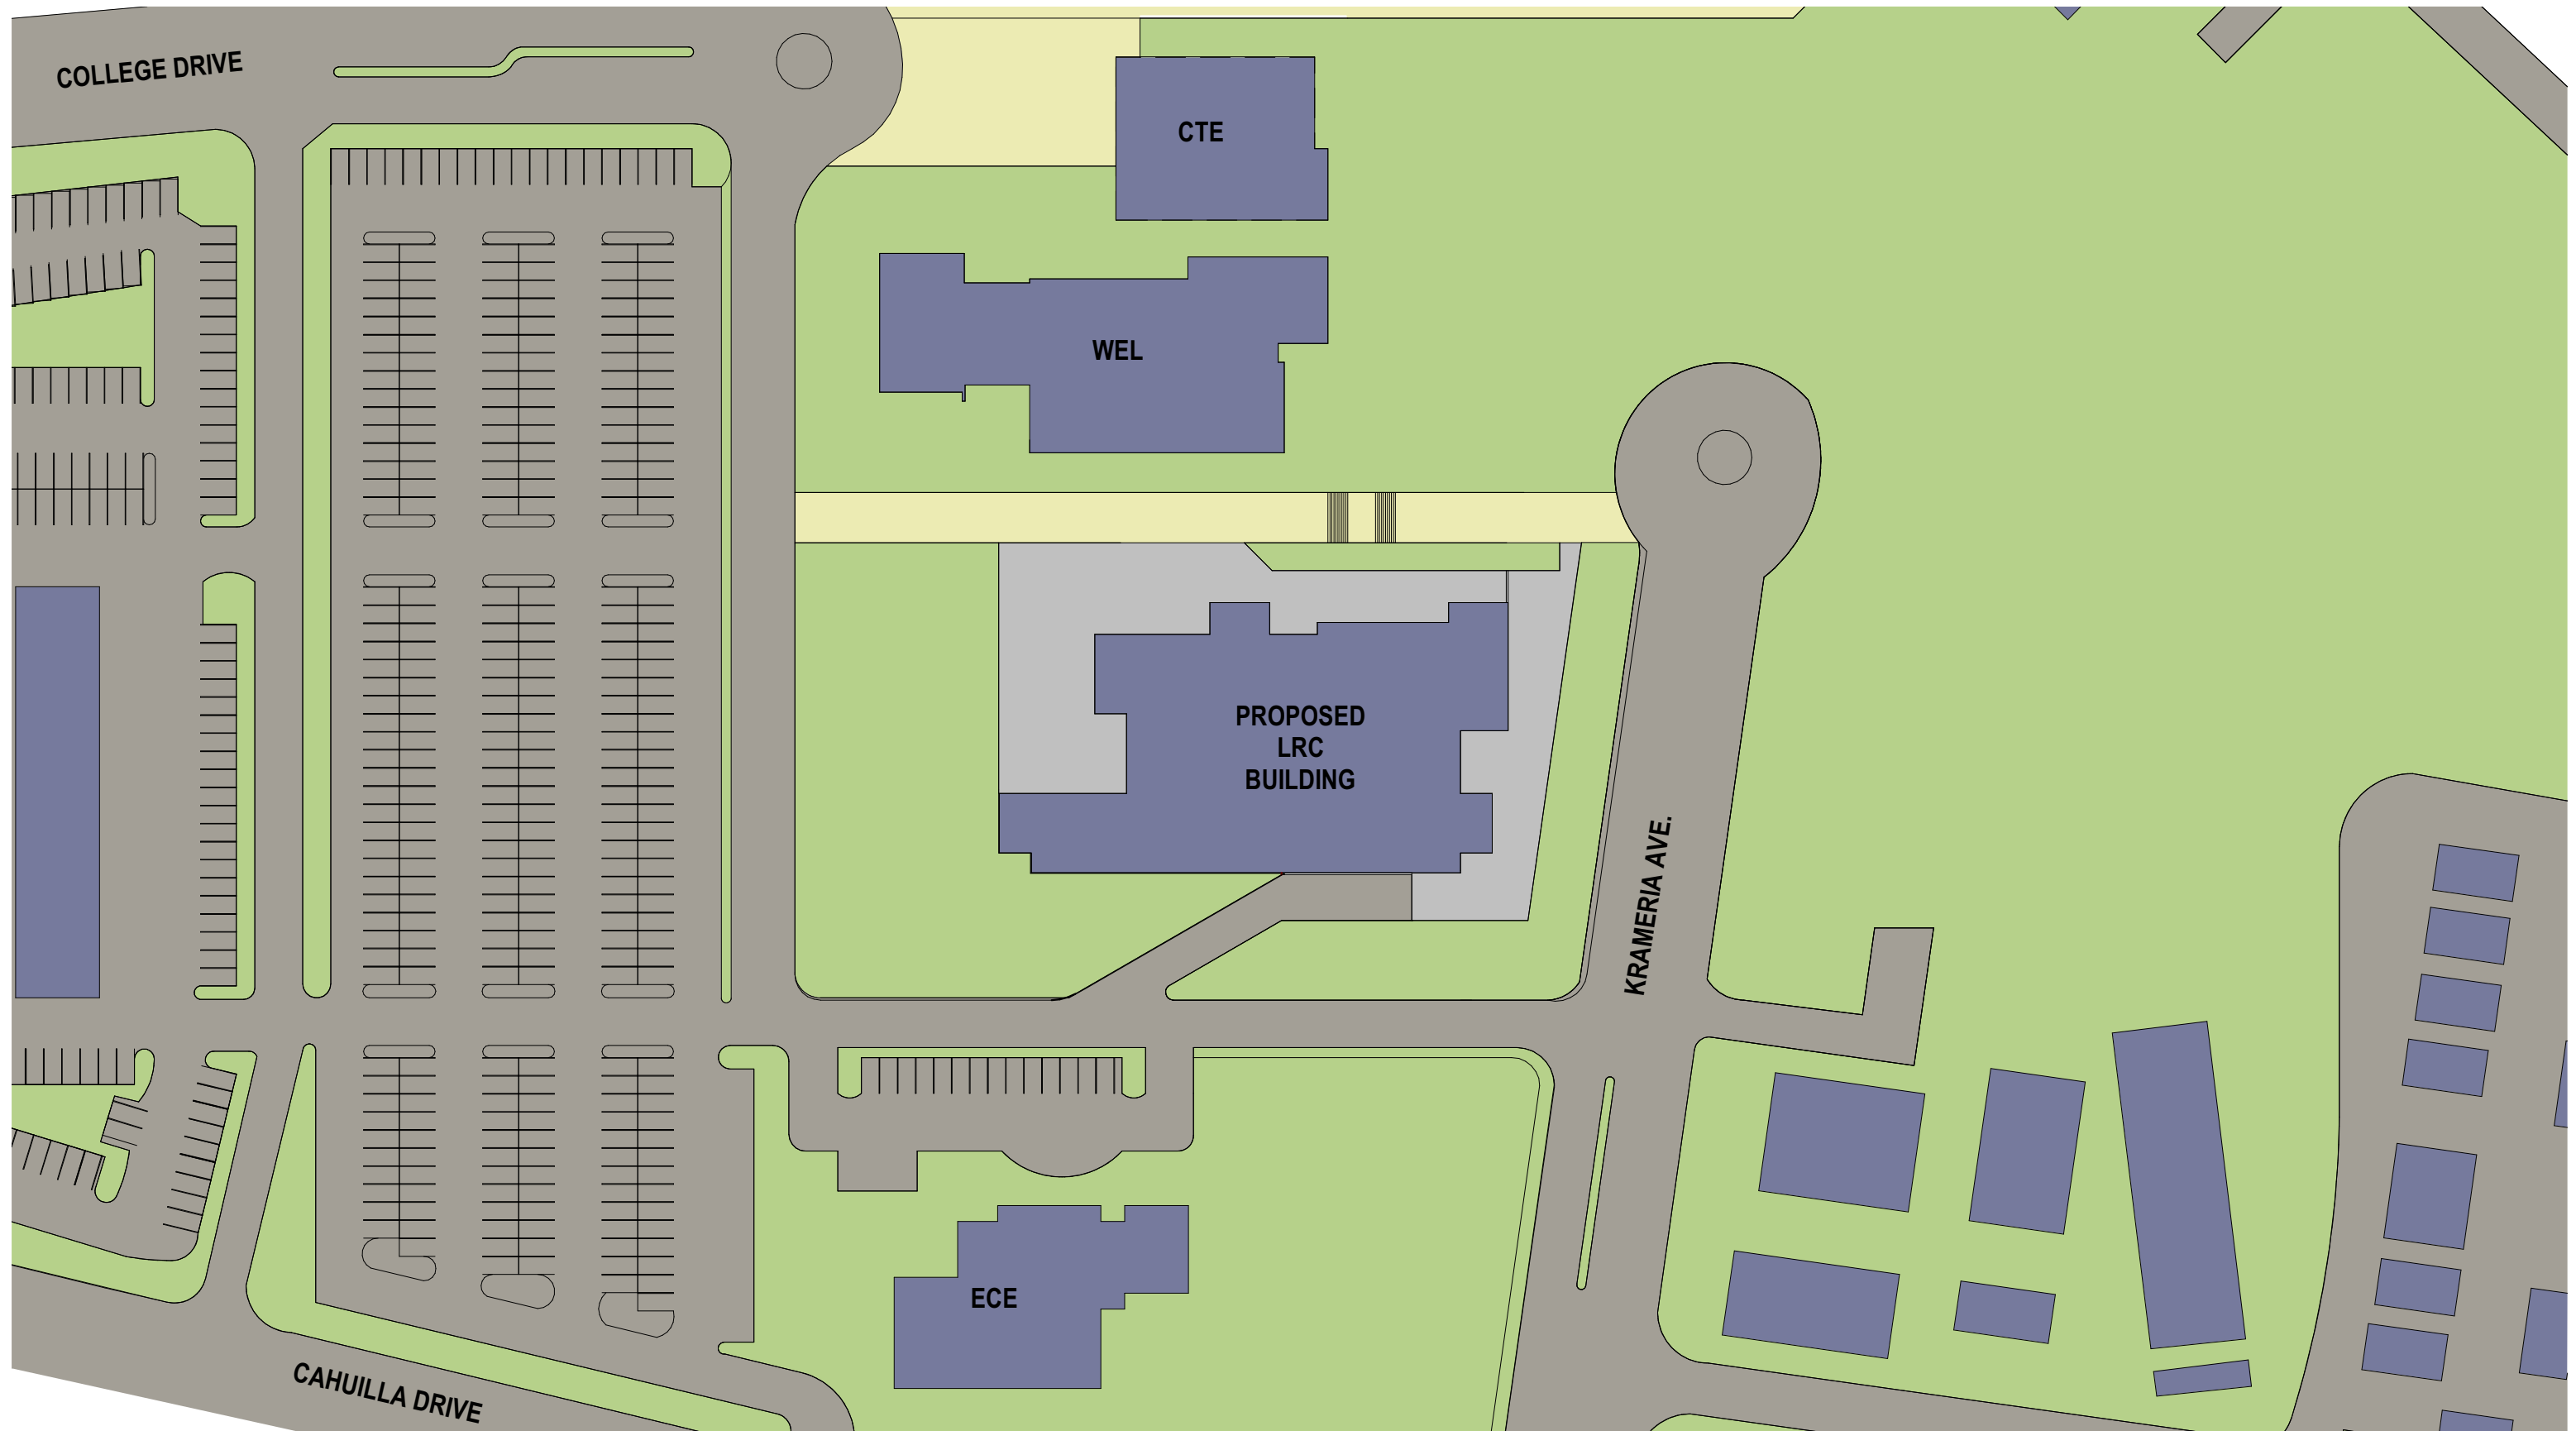 COLLEGE DRIVE
CTE
WEL
PROPOSED
LRC
BUILDING
KRAMERIA AVE.
ECE
CAHUILLA DRIVE